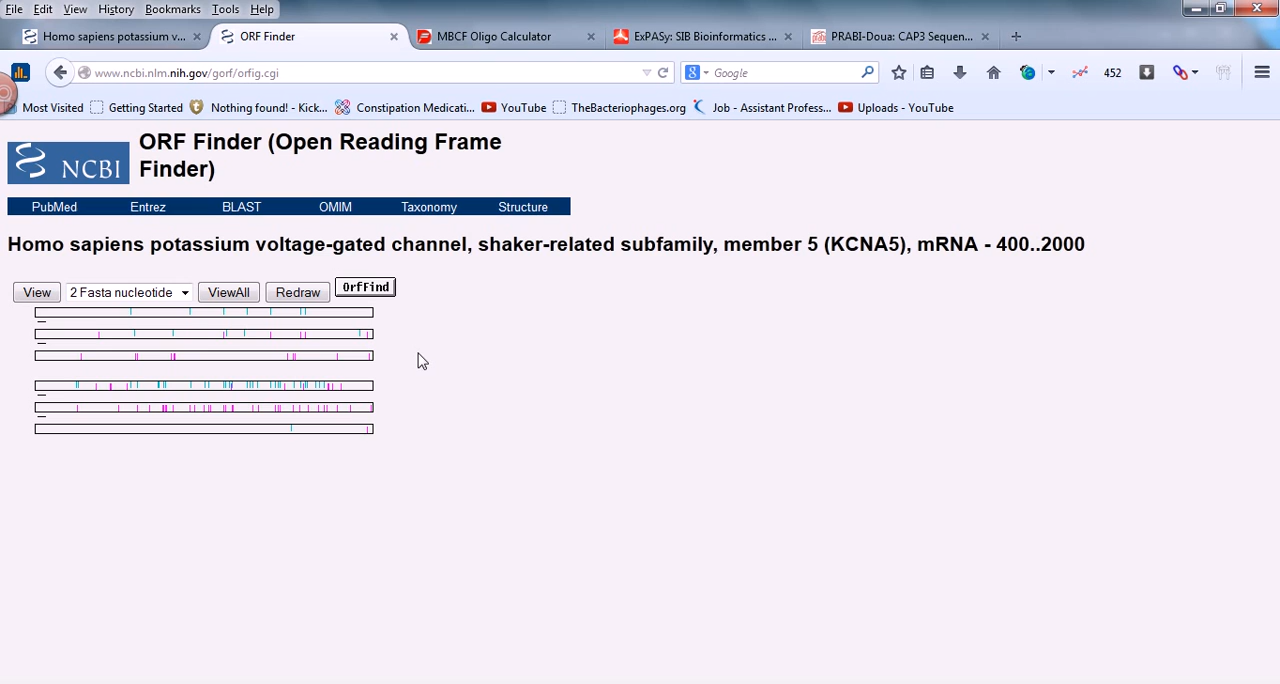 File Edit View History Bookmarks Tools Help
Homo sapiens potassium v... ORF Finder MBCF Oligo Calculator ExPASy: SIB Bioinformatics ... PRABI-Doua: CAP3 Sequen...
www.ncbi.nlm.nih.gov/gorf/orfig.cgi Google 452
Most Visited Getting Started Nothing found! - Kick... Constipation Medicati... YouTube TheBacteriophages.org Job - Assistant Profess... Uploads - YouTube
NCBI
ORF Finder (Open Reading Frame
Finder)
PubMed Entrez BLAST OMIM Taxonomy Structure
Homo sapiens potassium voltage-gated channel, shaker-related subfamily, member 5 (KCNA5), mRNA - 400..2000
View 2 Fasta nucleotide ViewAll Redraw OrfFind